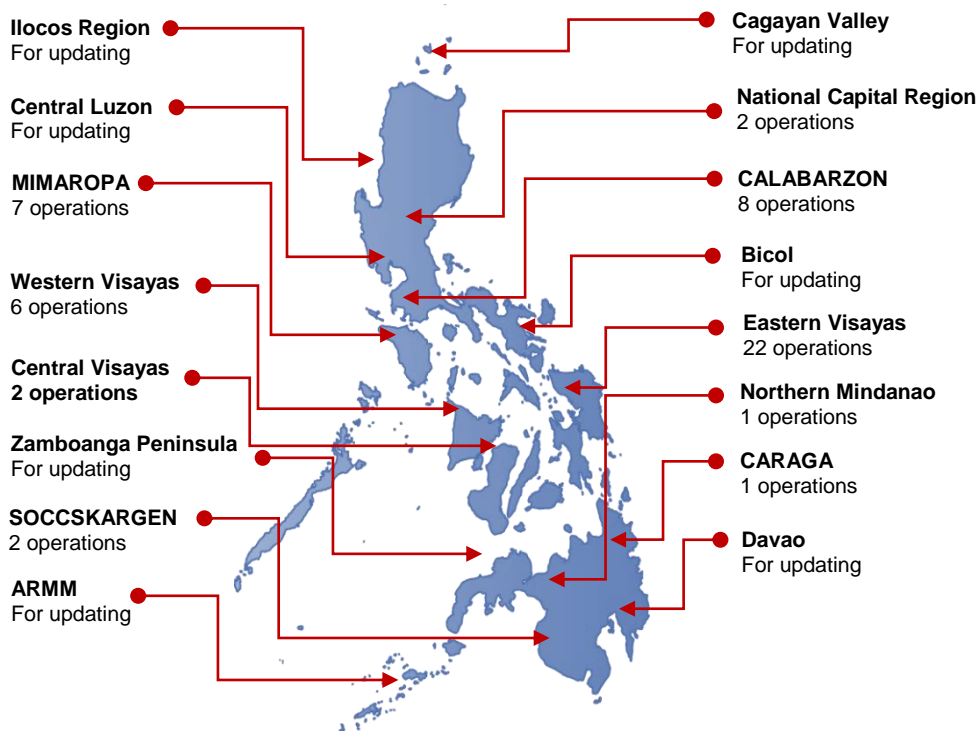 Ilocos Region
For updating
Central Luzon
For updating
MIMAROPA
7 operations
Western Visayas
6 operations
Central Visayas
2 operations
Zamboanga Peninsula
For updating
SOCCSKARGEN
2 operations
ARMM
For updating
Cagayan Valley
For updating
National Capital Region
2 operations
CALABARZON
8 operations
Bicol
For updating
Eastern Visayas
22 operations
Northern Mindanao
1 operations
CARAGA
1 operations
Davao
For updating